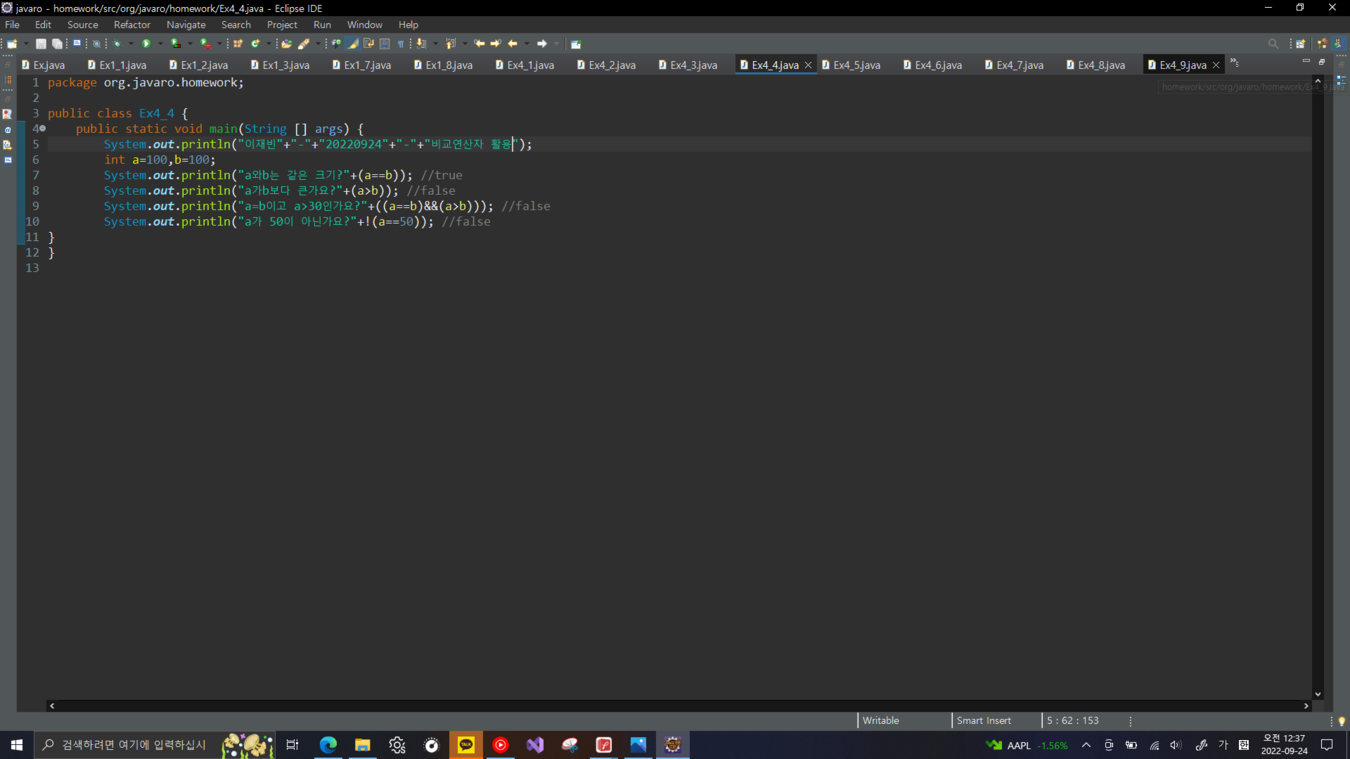 javaro - homework/src/org/javaro/homework/Ex4_4.java - Eclipse IDE
File Edit Source Refactor Navigate Search Project Run Window Help
Ex.java Ex1_1.java Ex1_2.java Ex1_3.java Ex1_7.java Ex1_8.java Ex4_1.java Ex4_2.java Ex4_3.java Ex4_4.java Ex4_5.java Ex4_6.java Ex4_7.java Ex4_8.java Ex4_9.java
1 package org.javaro.homework;
2
3 public class Ex4_4 {
4 public static void main(String [] args) {
5 System.out.println("이재빈"+"-"+"20220924"+"-"+"비교연산자 활용");
6 int a=100,b=100;
7 System.out.println("a와b는 같은 크기?"+(a==b)); //true
8 System.out.println("a가b보다 큰가요?"+(a>b)); //false
9 System.out.println("a=b이고 a>30인가요?"+((a==b)&&(a>b))); //false
10 System.out.println("a가 50이 아닌가요?"+!(a==50)); //false
11 }
12 }
13
Writable Smart Insert 5 : 62 : 153
검색하려면 여기에 입력하십시 TALK AAPL -1.56% 가 오전 12:37
2022-09-24